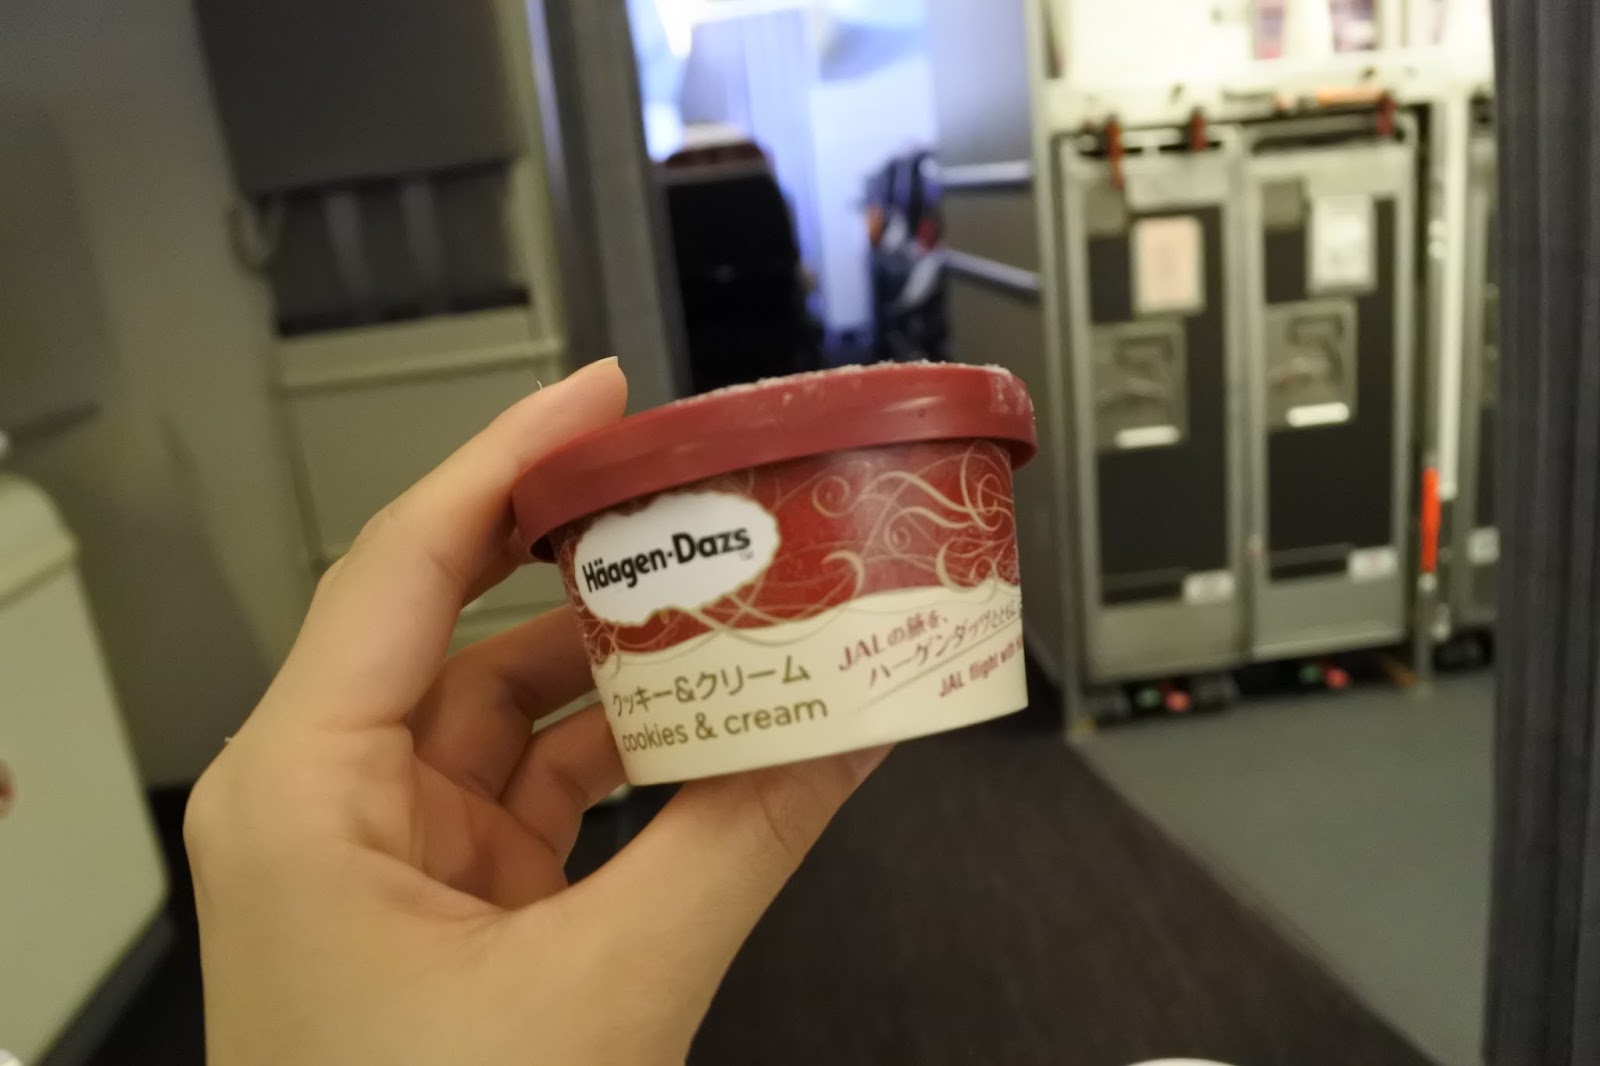 Häagen-Dazs
クッキー&クリーム
cookies & cream
JALの旅を、
ハーゲンダッツとともに
JAL flight with